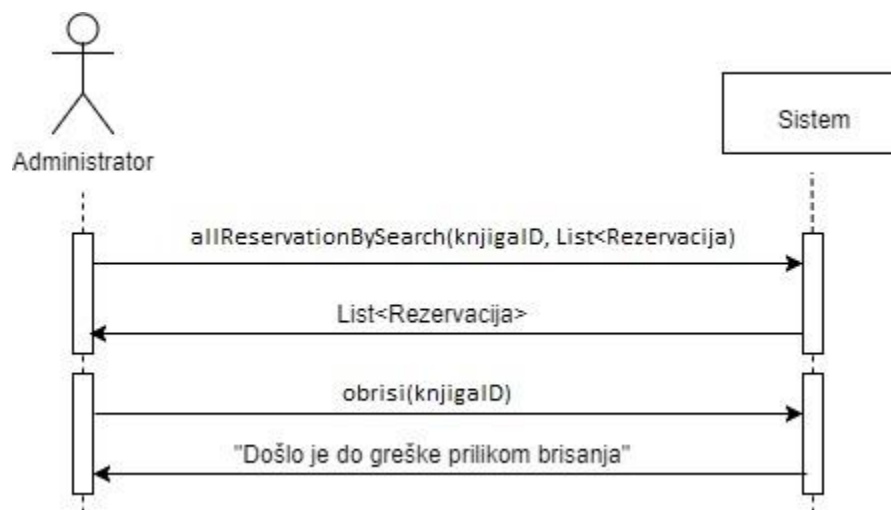 Sistem
Administrator
allReservationBySearch(knjigaID, List<Rezervacija)
List<Rezervacija>
obrisi(knjigaID)
"Došlo je do greške prilikom brisanja"